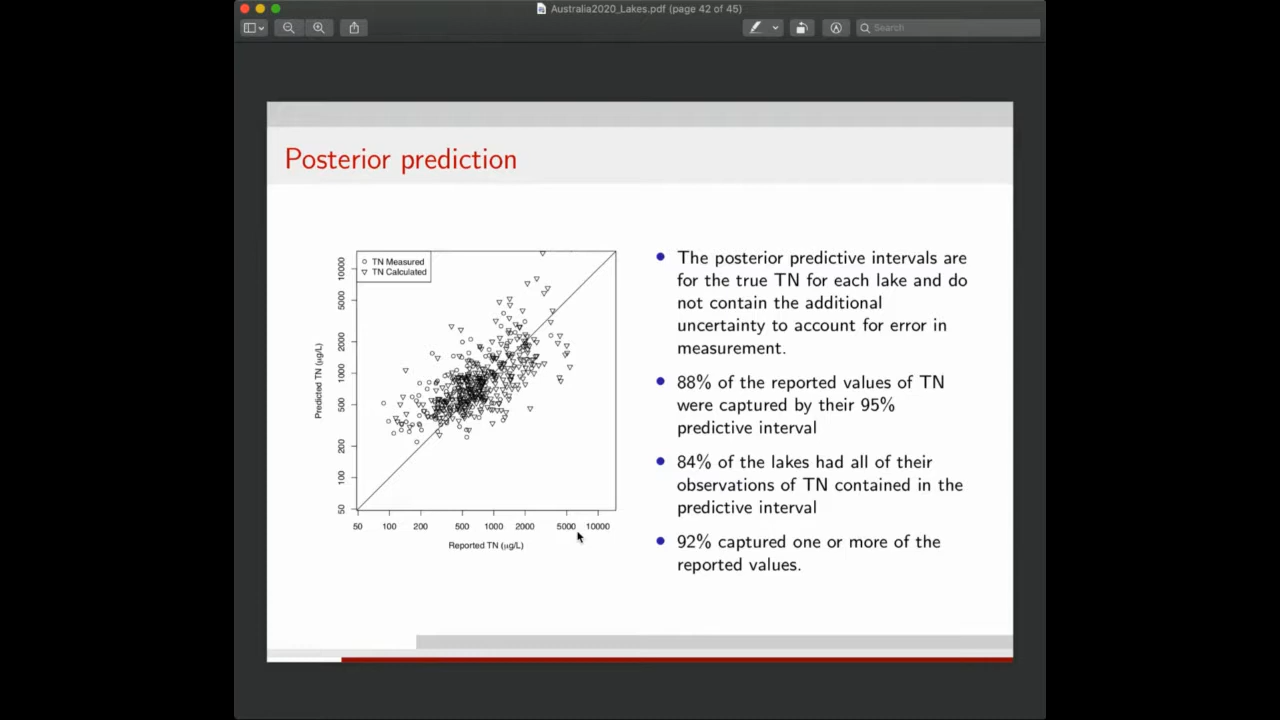 Australia2020_Lakes.pdf (page 42 of 45)
Search
Posterior prediction
TN Measured
TN Calculated
Predicted TN (µg/L)
10000
5000
2000
1000
500
200
100
50
50 100 200 500 1000 2000 5000 10000
Reported TN (µg/L)
The posterior predictive intervals are
for the true TN for each lake and do
not contain the additional
uncertainty to account for error in
measurement.
88% of the reported values of TN
were captured by their 95%
predictive interval
84% of the lakes had all of their
observations of TN contained in the
predictive interval
92% captured one or more of the
reported values.